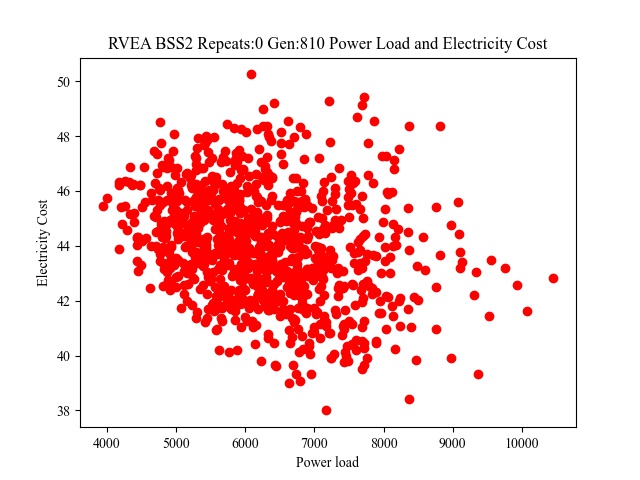 RVEA BSS2 Repeats:0 Gen:810 Power Load and Electricity Cost
50
48
46
44
42
40
38
Electricity Cost
4000 5000 6000 7000 8000 9000 10000
Power load